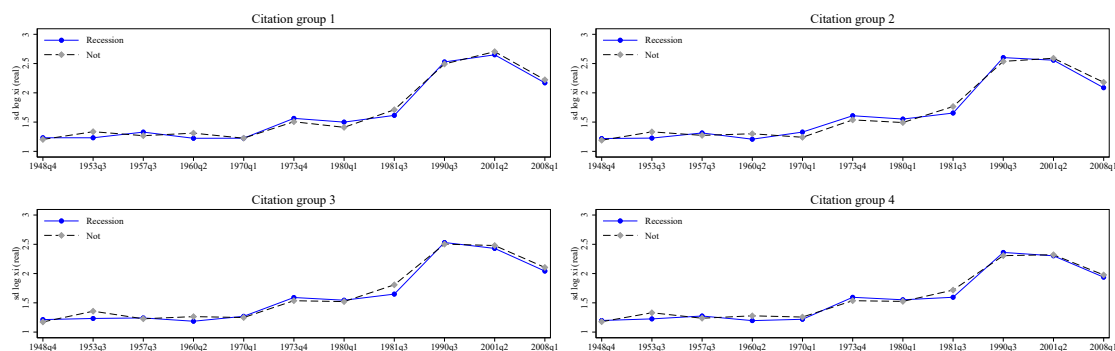 Citation group 1
sd log xi (real)
3
2.5
2
1.5
1
Recession
Not
1948q4 1953q3 1957q3 1960q2 1970q1 1973q4 1980q1 1981q3 1990q3 2001q2 2008q1
Citation group 2
sd log xi (real)
3
2.5
2
1.5
1
Recession
Not
1948q4 1953q3 1957q3 1960q2 1970q1 1973q4 1980q1 1981q3 1990q3 2001q2 2008q1
Citation group 3
sd log xi (real)
3
2.5
2
1.5
1
Recession
Not
1948q4 1953q3 1957q3 1960q2 1970q1 1973q4 1980q1 1981q3 1990q3 2001q2 2008q1
Citation group 4
sd log xi (real)
3
2.5
2
1.5
1
Recession
Not
1948q4 1953q3 1957q3 1960q2 1970q1 1973q4 1980q1 1981q3 1990q3 2001q2 2008q1